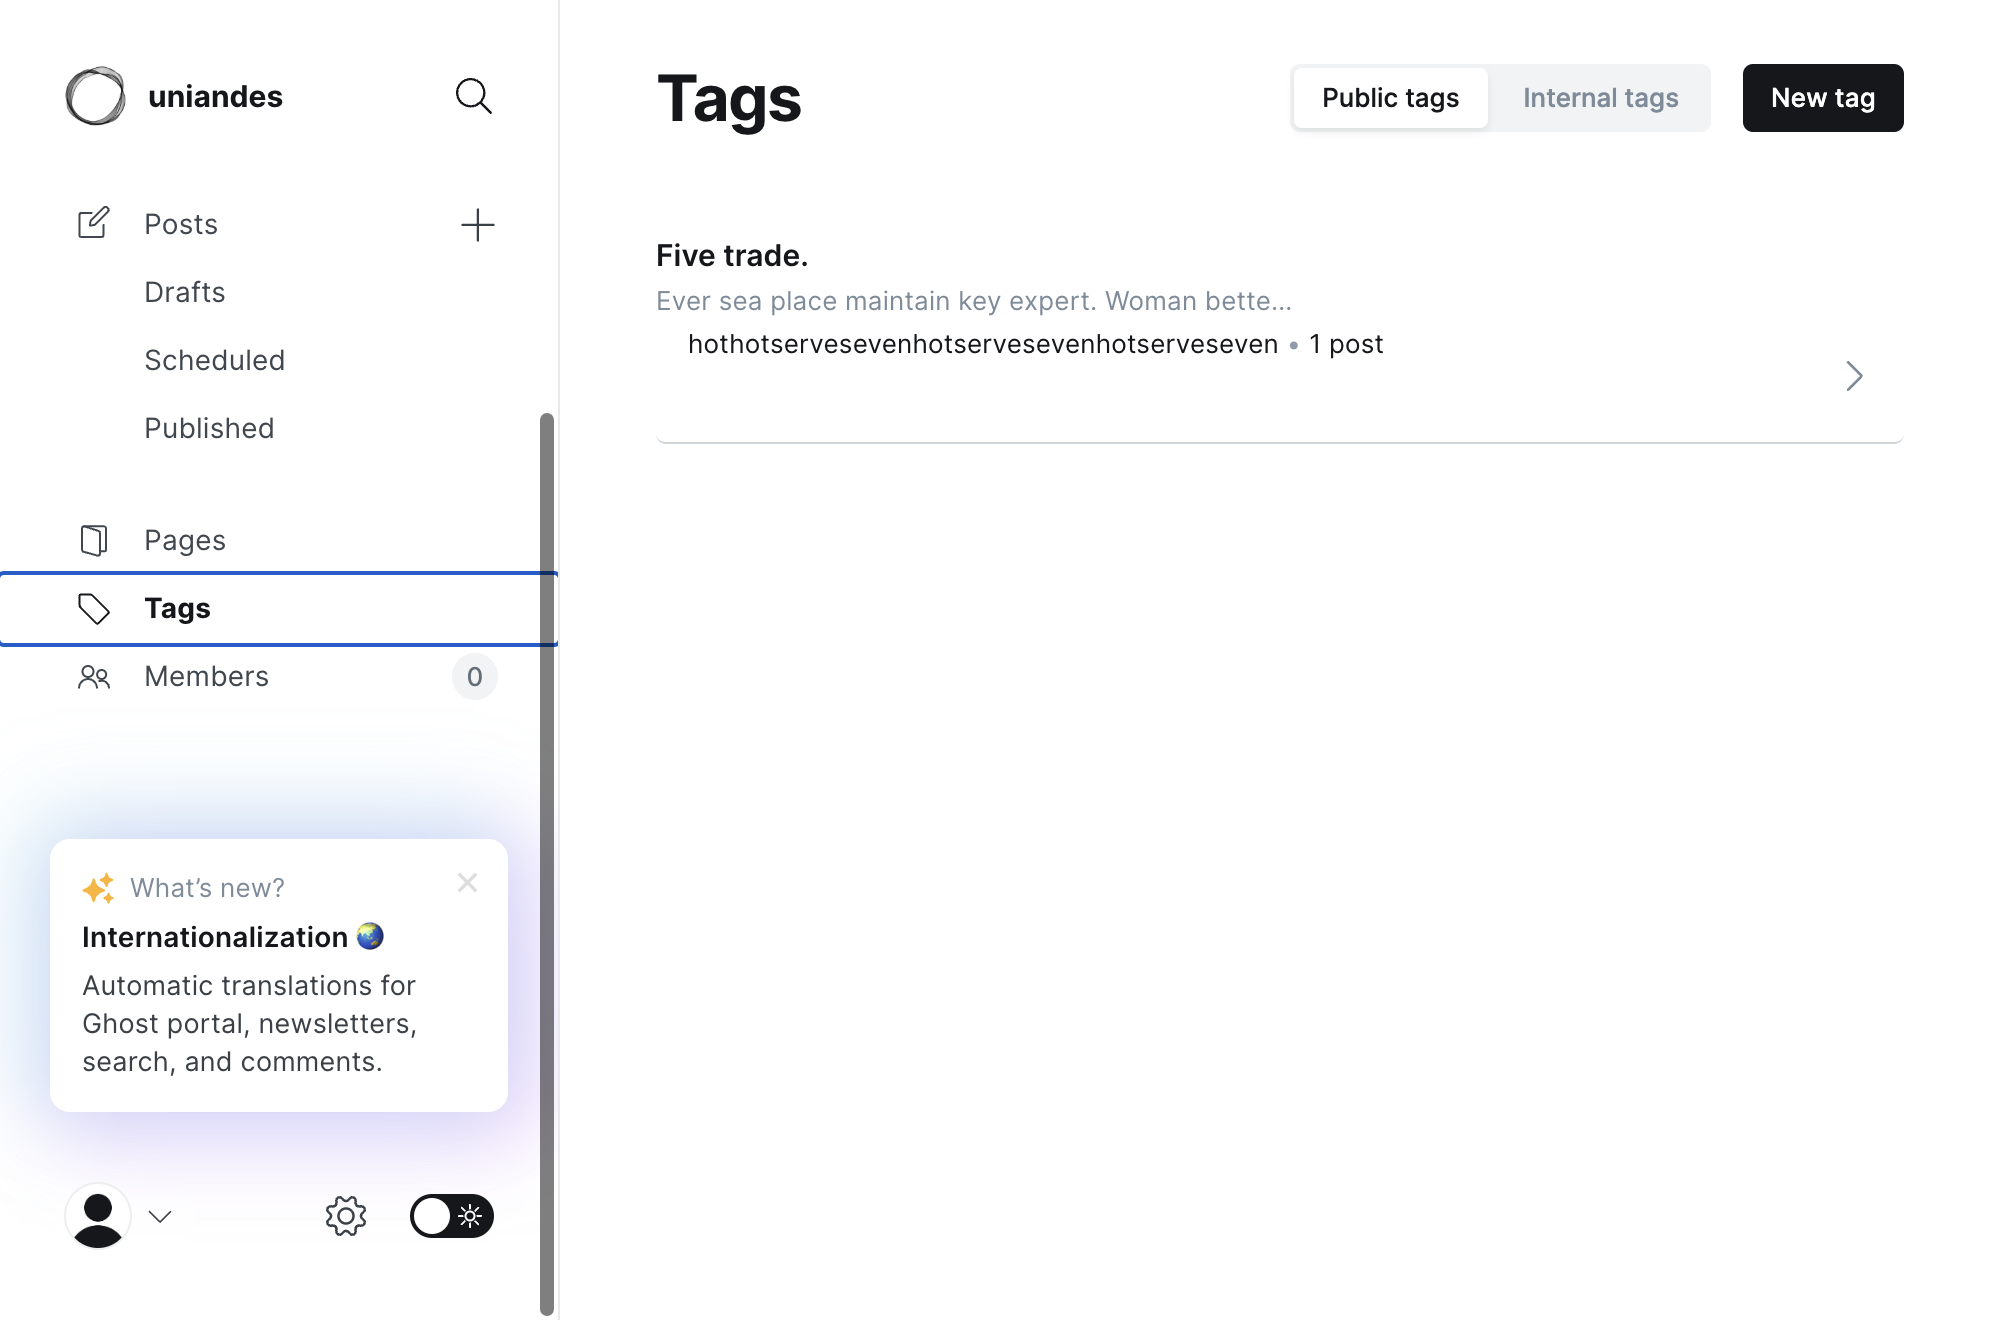 uniandes
Posts
Drafts
Scheduled
Published
Pages
Tags
Members 0
What’s new?
Internationalization
Automatic translations for
Ghost portal, newsletters,
search, and comments.
Tags
Public tags Internal tags New tag
Five trade.
Ever sea place maintain key expert. Woman bette...
hothotservesevenhotservesevenhotserveseven • 1 post